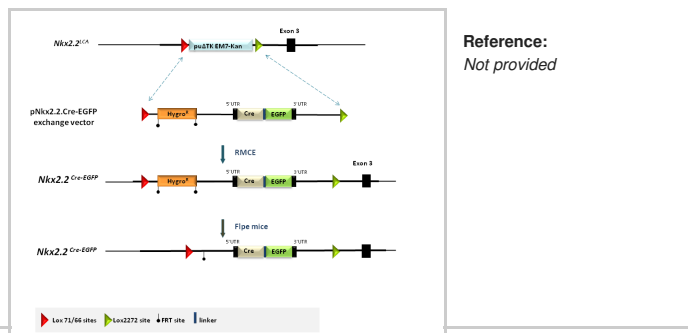 Exon 3
Nkx2.2^LCA
puΔTK EM7-Kan
Reference:
Not provided
pNkx2.2.Cre-EGFP
exchange vector
Hygro^R
5'UTR
Cre
EGFP
3'UTR
RMCE
Exon 3
Nkx2.2 ^Cre-EGFP
Hygro^R
5'UTR
Cre
EGFP
3'UTR
Flpe mice
Nkx2.2 ^Cre-EGFP
5'UTR
Cre
EGFP
3'UTR
Lox 71/66 sites
Lox2272 site
FRT site
linker